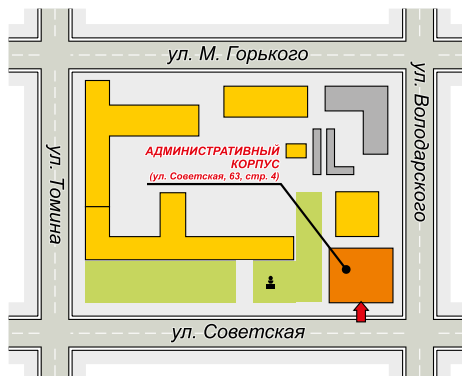 ул. М. Горького
ул. Володарского
АДМИНИСТРАТИВНЫЙ
КОРПУС
(ул. Советская, 63, стр. 4)
ул. Томина
ул. Советская